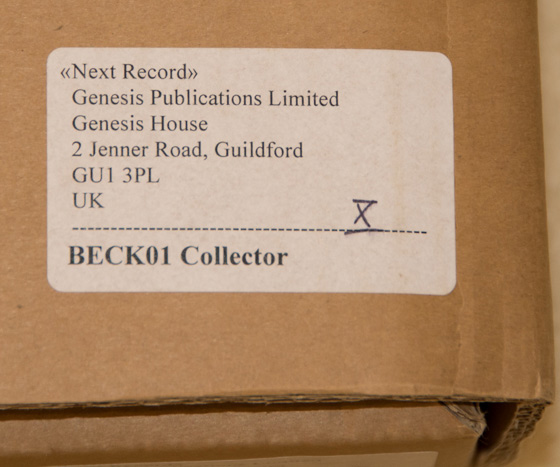 «Next Record»
Genesis Publications Limited
Genesis House
2 Jenner Road, Guildford
GU1 3PL
UK
X
BECK01 Collector